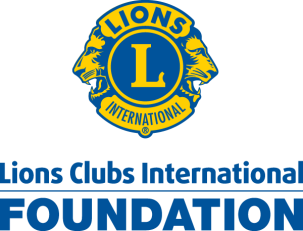 LIONS
L
INTERNATIONAL
®
Lions Clubs International
FOUNDATION